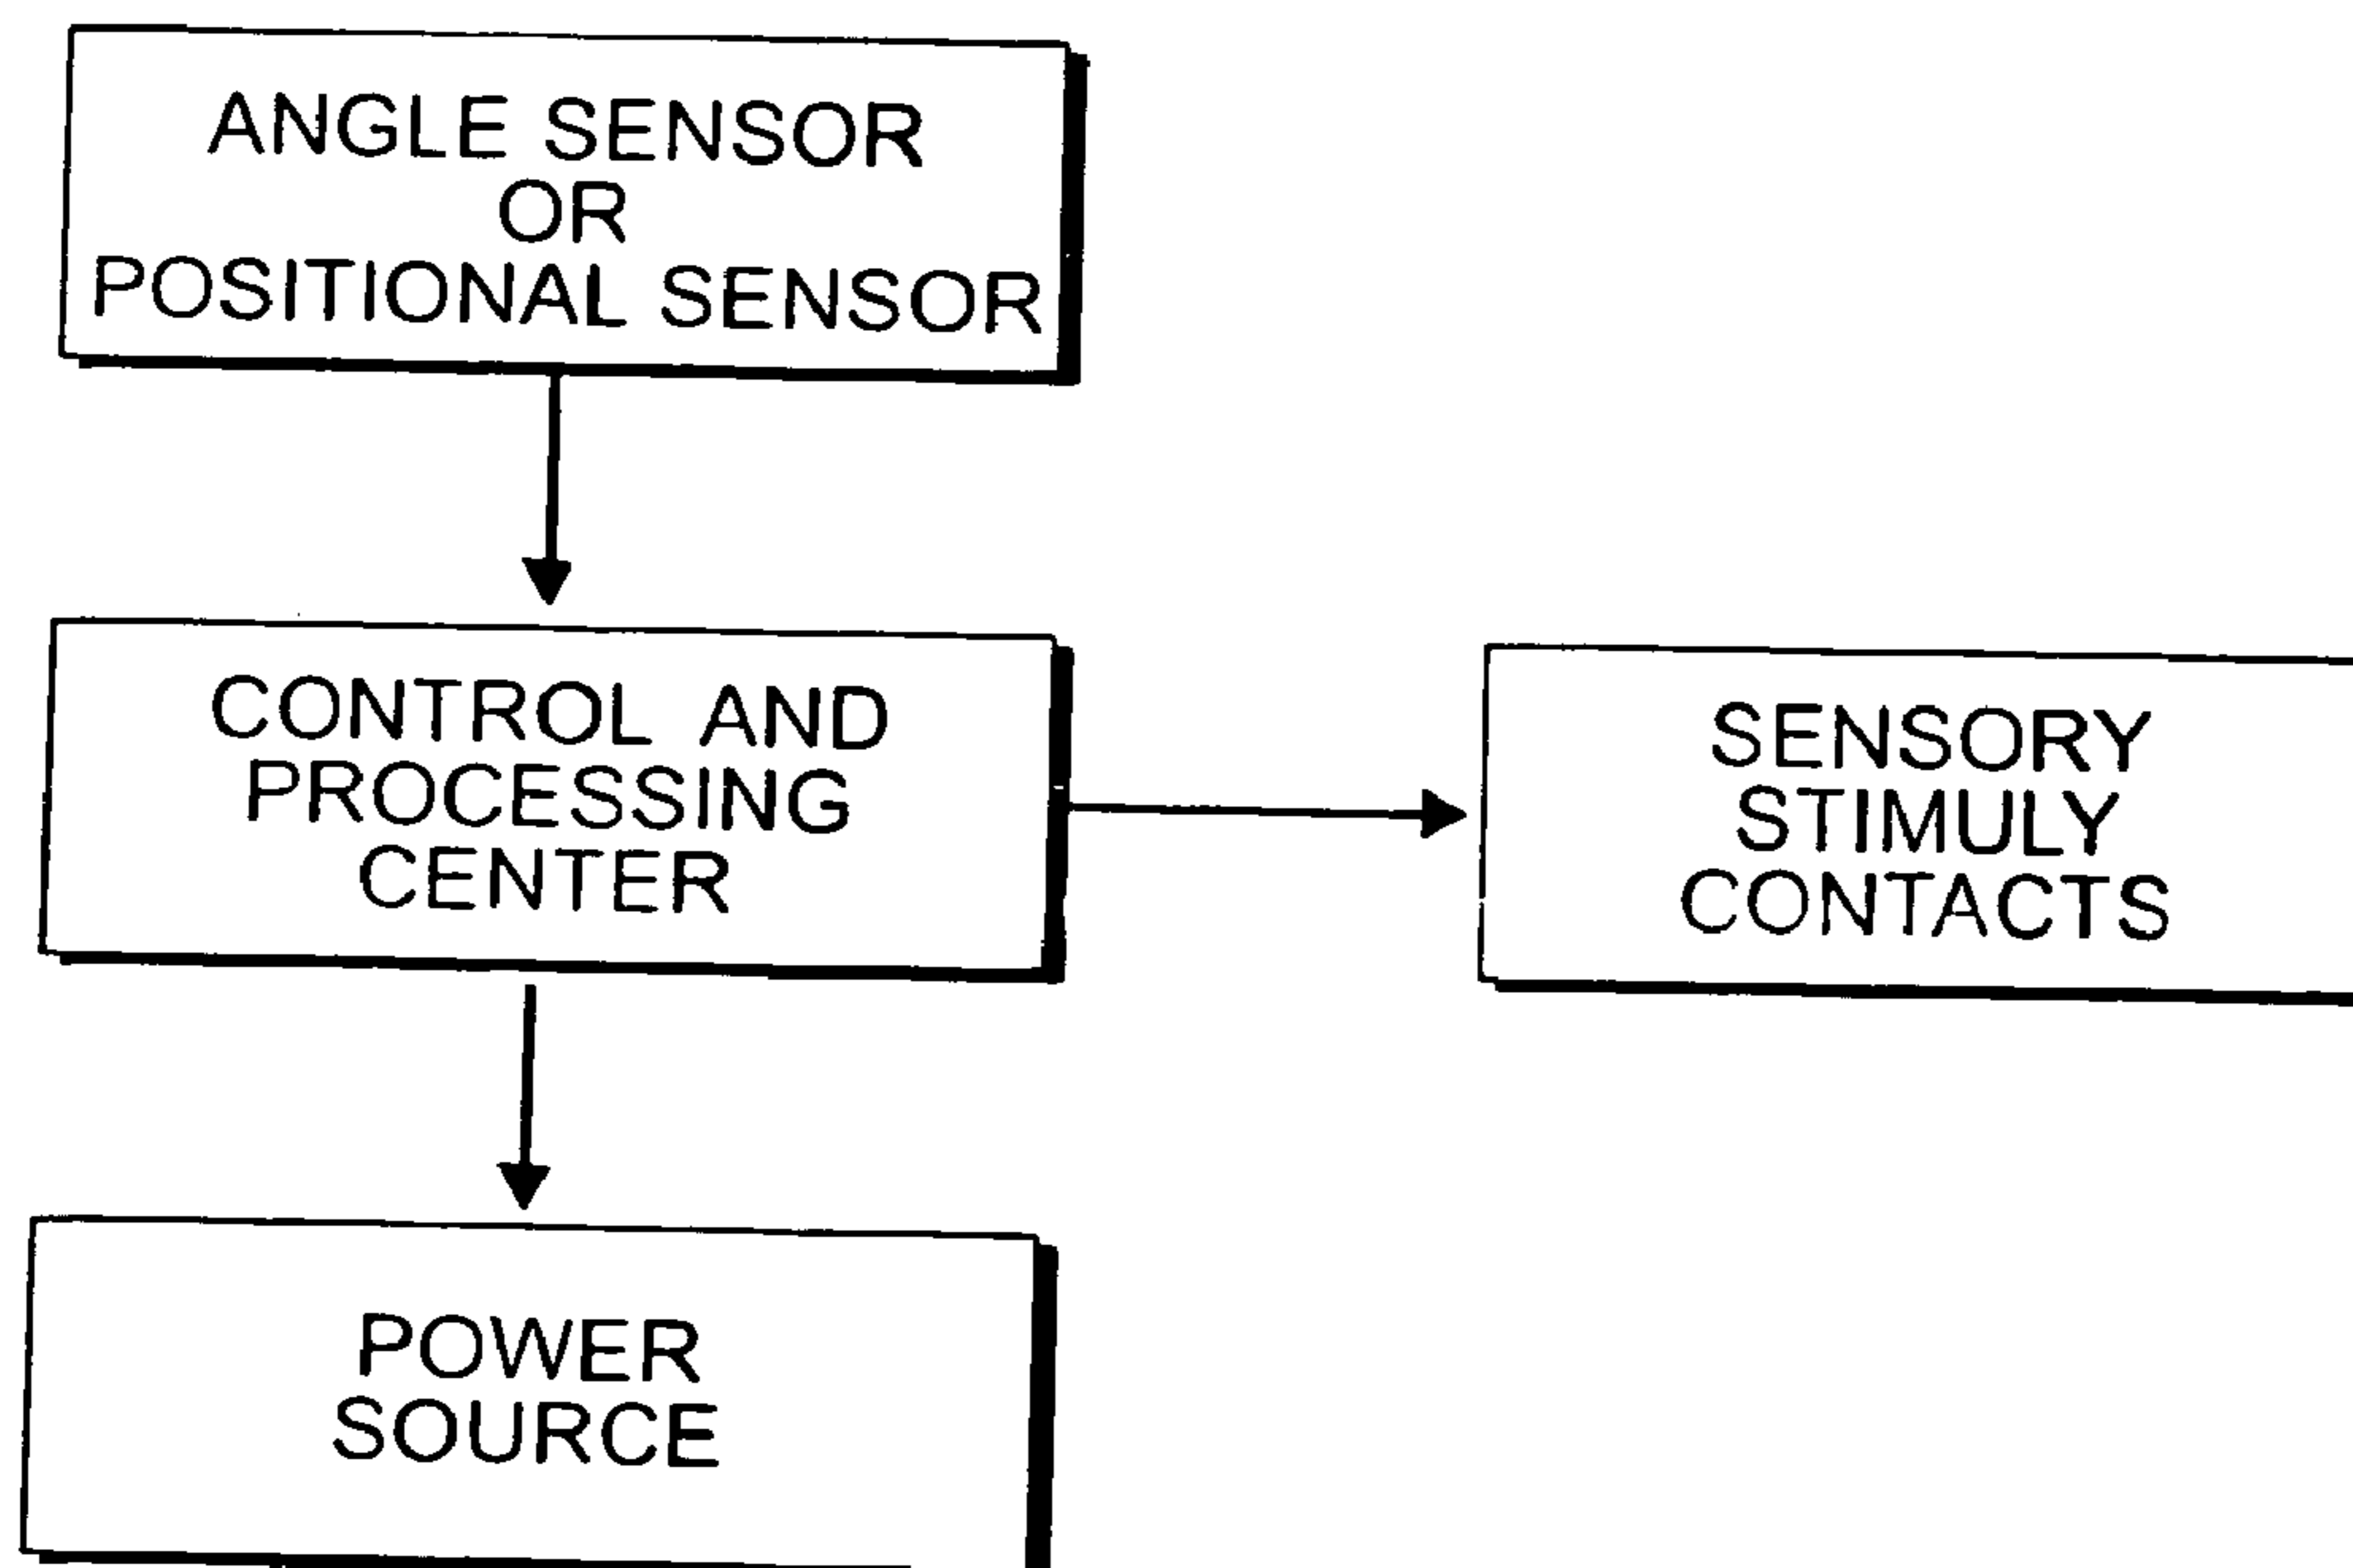 ANGLE SENSOR
OR
POSITIONAL SENSOR
CONTROL AND
PROCESSING
CENTER
SENSORY
STIMULY
CONTACTS
POWER
SOURCE